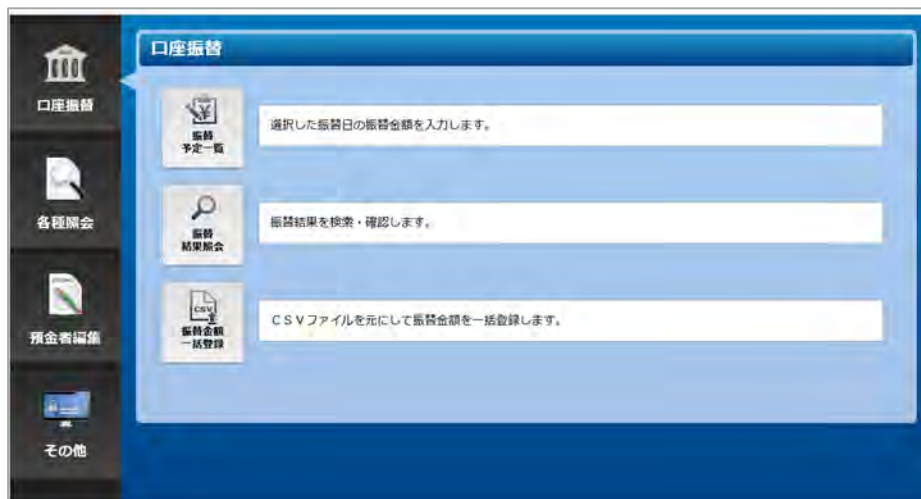 口座振替
口座振替
振替
予定一覧
選択した振替日の振替金額を入力します。
各種照会
振替
結果照会
振替結果を検索・確認します。
預金者編集
CSV
振替金額
一括登録
ＣＳＶファイルを元にして振替金額を一括登録します。
その他